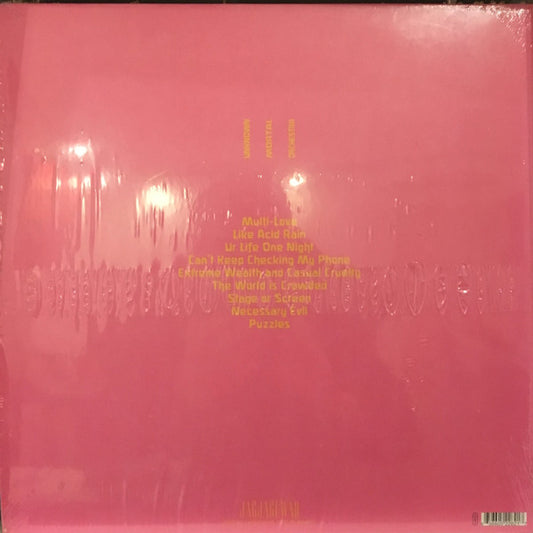 UNKNOWN
MORTAL
ORCHESTRA
Multi-Love
Like Acid Rain
Ur Life One Night
Can't Keep Checking My Phone
Extreme Wealth and Casual Cruelty
The World is Crowded
Stage or Screen
Necessary Evil
Puzzles
JAGJAGUWAR